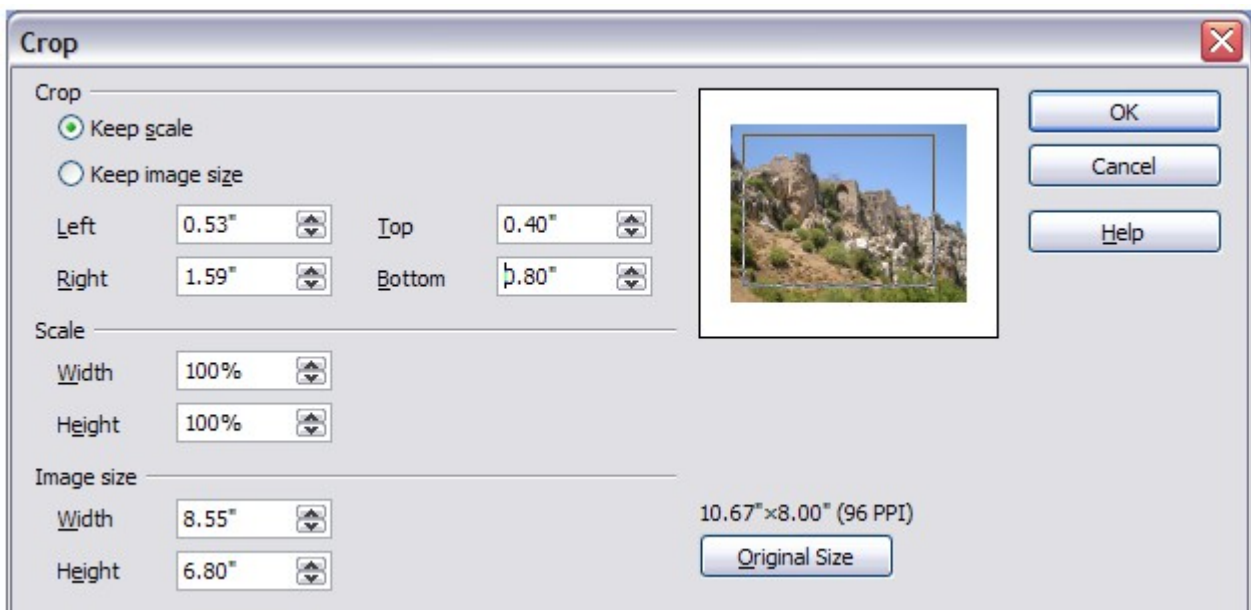 Crop
Crop
OK
Keep scale
Cancel
Keep image size
Left 0.53" Top 0.40"
Help
Right 1.59" Bottom 0.80"
Scale
Width 100%
Height 100%
Image size
Width 8.55" 10.67"×8.00" (96 PPI)
Height 6.80" Original Size